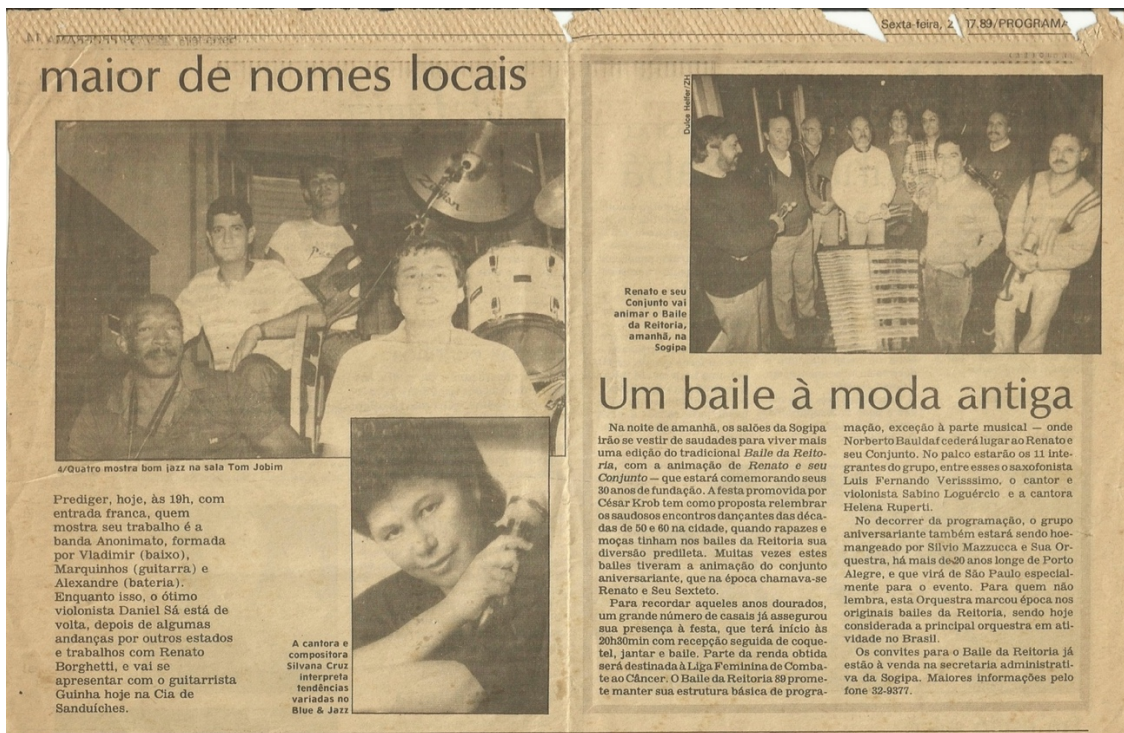 Sexta-feira, 2 17.89/PROGRAMA
maior de nomes locais
Zildjian
4/Quatro mostra bom jazz na sala Tom Jobim
Prediger, hoje, às 19h, com
entrada franca, quem
mostra seu trabalho é a
banda Anonimato, formada
por Vladimir (baixo),
Marquinhos (guitarra) e
Alexandre (bateria).
Enquanto isso, o ótimo
violonista Daniel Sá está de
volta, depois de algumas
andanças por outros estados
e trabalhos com Renato
Borghetti, e vai se
apresentar com o guitarrista
Guinha hoje na Cia de
Sanduíches.
A cantora e
compositora
Silvana Cruz
interpreta
tendências
variadas no
Blue & Jazz
Dulce Helfer/ZH
Renato e seu
Conjunto vai
animar o Baile
da Reitoria,
amanhã, na
Sogipa
Um baile à moda antiga
Na noite de amanhã, os salões da Sogipa
irão se vestir de saudades para viver mais
uma edição do tradicional Baile da Reito-
ria, com a animação de Renato e seu
Conjunto — que estará comemorando seus
30 anos de fundação. A festa promovida por
César Krob tem como proposta relembrar
os saudosos encontros dançantes das déca-
das de 50 e 60 na cidade, quando rapazes e
moças tinham nos bailes da Reitoria sua
diversão predileta. Muitas vezes estes
bailes tiveram a animação do conjunto
aniversariante, que na época chamava-se
Renato e Seu Sexteto.
Para recordar aqueles anos dourados,
um grande número de casais já assegurou
sua presença à festa, que terá início às
20h30min com recepção seguida de coque-
tel, jantar e baile. Parte da renda obtida
será destinada à Liga Feminina de Comba-
te ao Câncer. O Baile da Reitoria 89 prome-
te manter sua estrutura básica de progra-
mação, exceção à parte musical — onde
Norberto Bauldaf cederá lugar ao Renato e
seu Conjunto. No palco estarão os 11 inte-
grantes do grupo, entre esses o saxofonista
Luis Fernando Verisssimo, o cantor e
violonista Sabino Loguércio e a cantora
Helena Ruperti.
No decorrer da programação, o grupo
aniversariante também estará sendo hoe-
mangeado por Silvio Mazzucca e Sua Or-
questra, há mais de 20 anos longe de Porto
Alegre, e que virá de São Paulo especial-
mente para o evento. Para quem não
lembra, esta Orquestra marcou época nos
originais bailes da Reitoria, sendo hoje
considerada a principal orquestra em ati-
vidade no Brasil.
Os convites para o Baile da Reitoria já
estão à venda na secretaria administrati-
va da Sogipa. Maiores informações pelo
fone 32-9377.